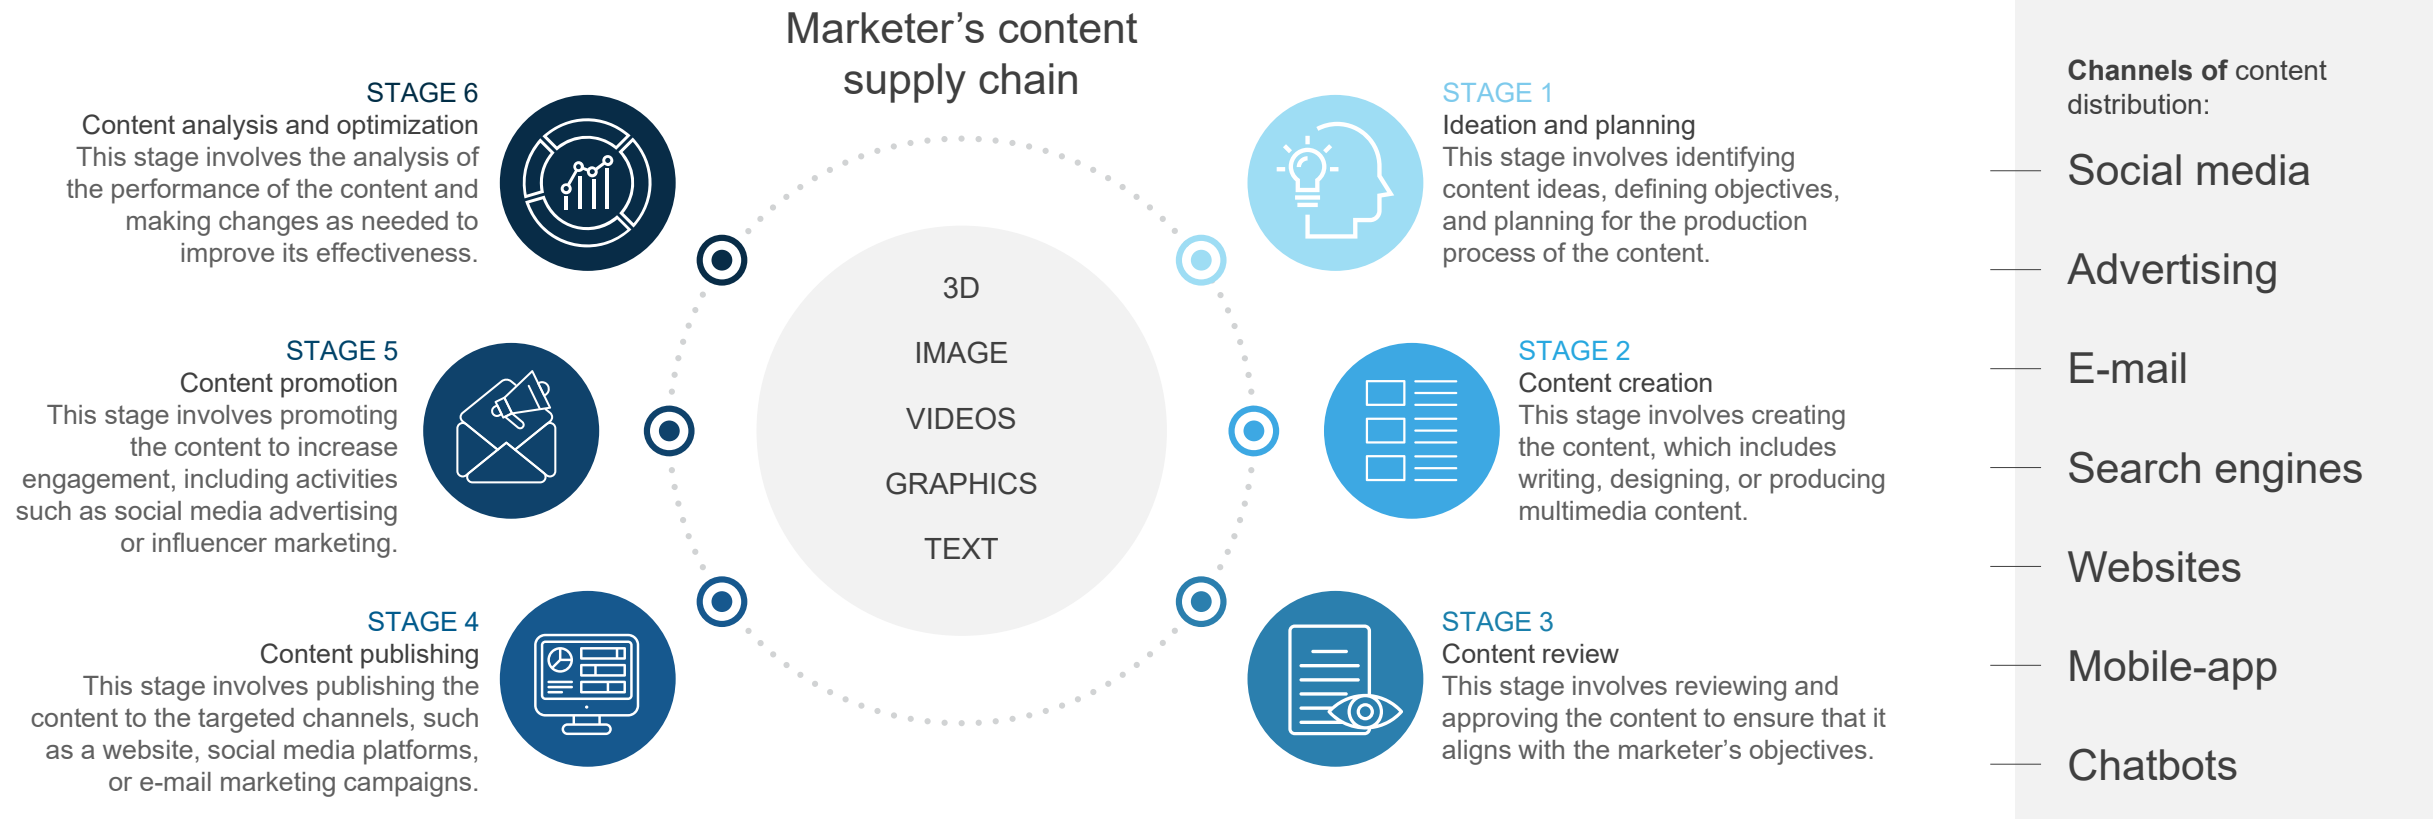 Marketer’s content
supply chain
STAGE 1
Ideation and planning
This stage involves identifying
content ideas, defining objectives,
and planning for the production
process of the content.
STAGE 2
Content creation
This stage involves creating
the content, which includes
writing, designing, or producing
multimedia content.
STAGE 3
Content review
This stage involves reviewing and
approving the content to ensure that it
aligns with the marketer’s objectives.
STAGE 4
Content publishing
This stage involves publishing the
content to the targeted channels, such
as a website, social media platforms,
or e-mail marketing campaigns.
STAGE 5
Content promotion
This stage involves promoting
the content to increase
engagement, including activities
such as social media advertising
or influencer marketing.
STAGE 6
Content analysis and optimization
This stage involves the analysis of
the performance of the content and
making changes as needed to
improve its effectiveness.
3D
IMAGE
VIDEOS
GRAPHICS
TEXT
Channels of content
distribution:
Social media
Advertising
E-mail
Search engines
Websites
Mobile-app
Chatbots